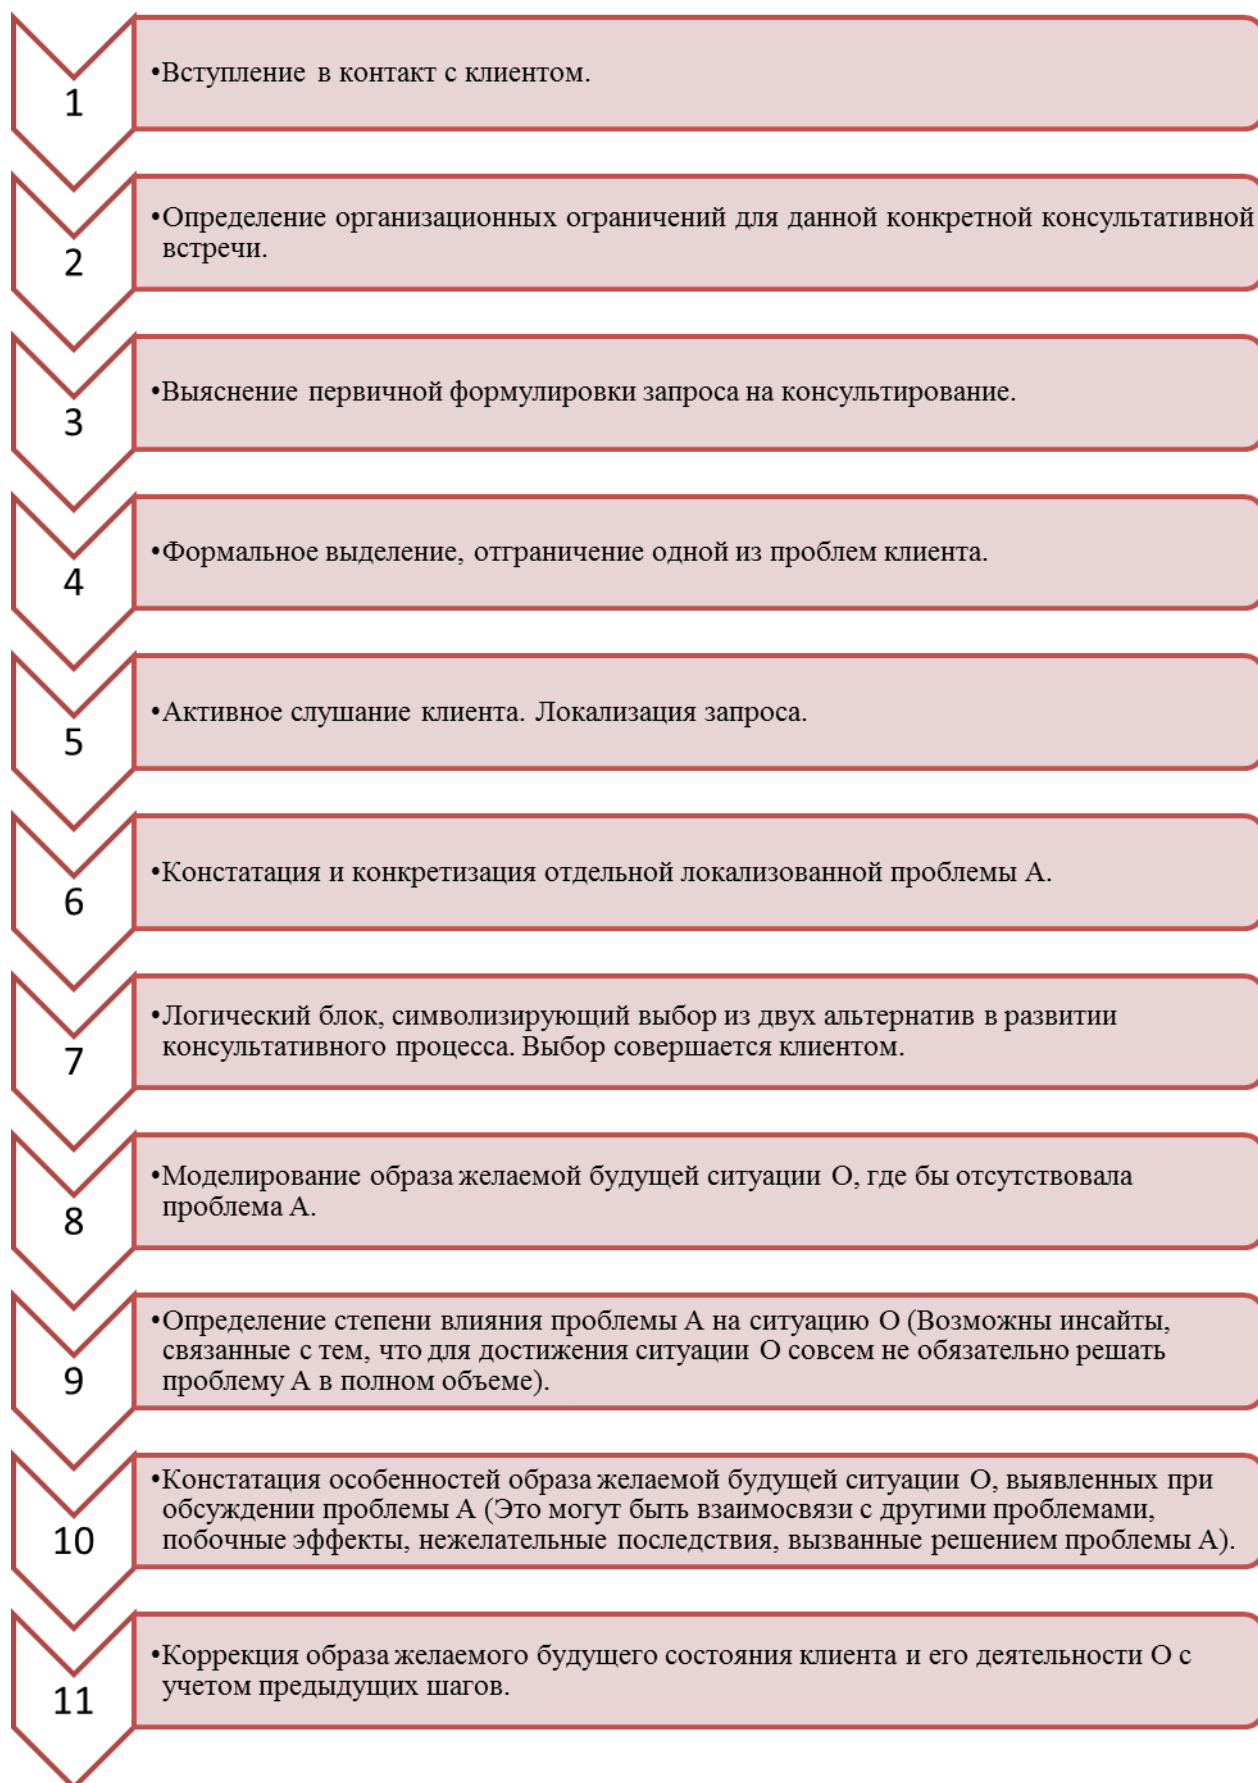 1
•Вступление в контакт с клиентом.
2
•Определение организационных ограничений для данной конкретной консультативной
встречи.
3
•Выяснение первичной формулировки запроса на консультирование.
4
•Формальное выделение, отграничение одной из проблем клиента.
5
•Активное слушание клиента. Локализация запроса.
6
•Констатация и конкретизация отдельной локализованной проблемы А.
7
•Логический блок, символизирующий выбор из двух альтернатив в развитии
консультативного процесса. Выбор совершается клиентом.
8
•Моделирование образа желаемой будущей ситуации О, где бы отсутствовала
проблема А.
9
•Определение степени влияния проблемы А на ситуацию О (Возможны инсайты,
связанные с тем, что для достижения ситуации О совсем не обязательно решать
проблему А в полном объеме).
10
•Констатация особенностей образа желаемой будущей ситуации О, выявленных при
обсуждении проблемы А (Это могут быть взаимосвязи с другими проблемами,
побочные эффекты, нежелательные последствия, вызванные решением проблемы А).
11
•Коррекция образа желаемого будущего состояния клиента и его деятельности О с
учетом предыдущих шагов.